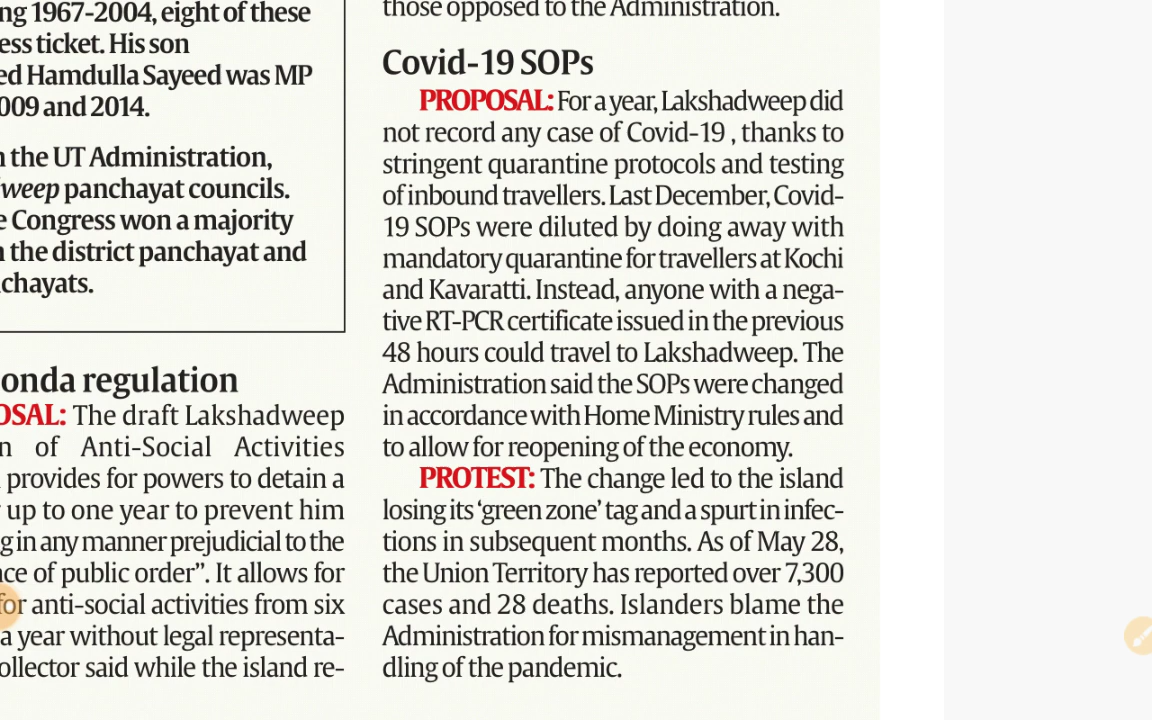 ng 1967-2004, eight of these
ess ticket. His son
ed Hamdulla Sayeed was MP
009 and 2014.
n the UT Administration,
weep panchayat councils.
e Congress won a majority
n the district panchayat and
chayats.
onda regulation
OSAL: The draft Lakshadweep
n of Anti-Social Activities
provides for powers to detain a
up to one year to prevent him
g in any manner prejudicial to the
ce of public order”. It allows for
for anti-social activities from six
a year without legal representa-
ollector said while the island re-
those opposed to the Administration.
Covid-19 SOPs
PROPOSAL: For a year, Lakshadweep did
not record any case of Covid-19 , thanks to
stringent quarantine protocols and testing
of inbound travellers. Last December, Covid-
19 SOPs were diluted by doing away with
mandatory quarantine for travellers at Kochi
and Kavaratti. Instead, anyone with a nega-
tive RT-PCR certificate issued in the previous
48 hours could travel to Lakshadweep. The
Administration said the SOPs were changed
in accordance with Home Ministry rules and
to allow for reopening of the economy.
PROTEST: The change led to the island
losing its ‘green zone’ tag and a spurt in infec-
tions in subsequent months. As of May 28,
the Union Territory has reported over 7,300
cases and 28 deaths. Islanders blame the
Administration for mismanagement in han-
dling of the pandemic.